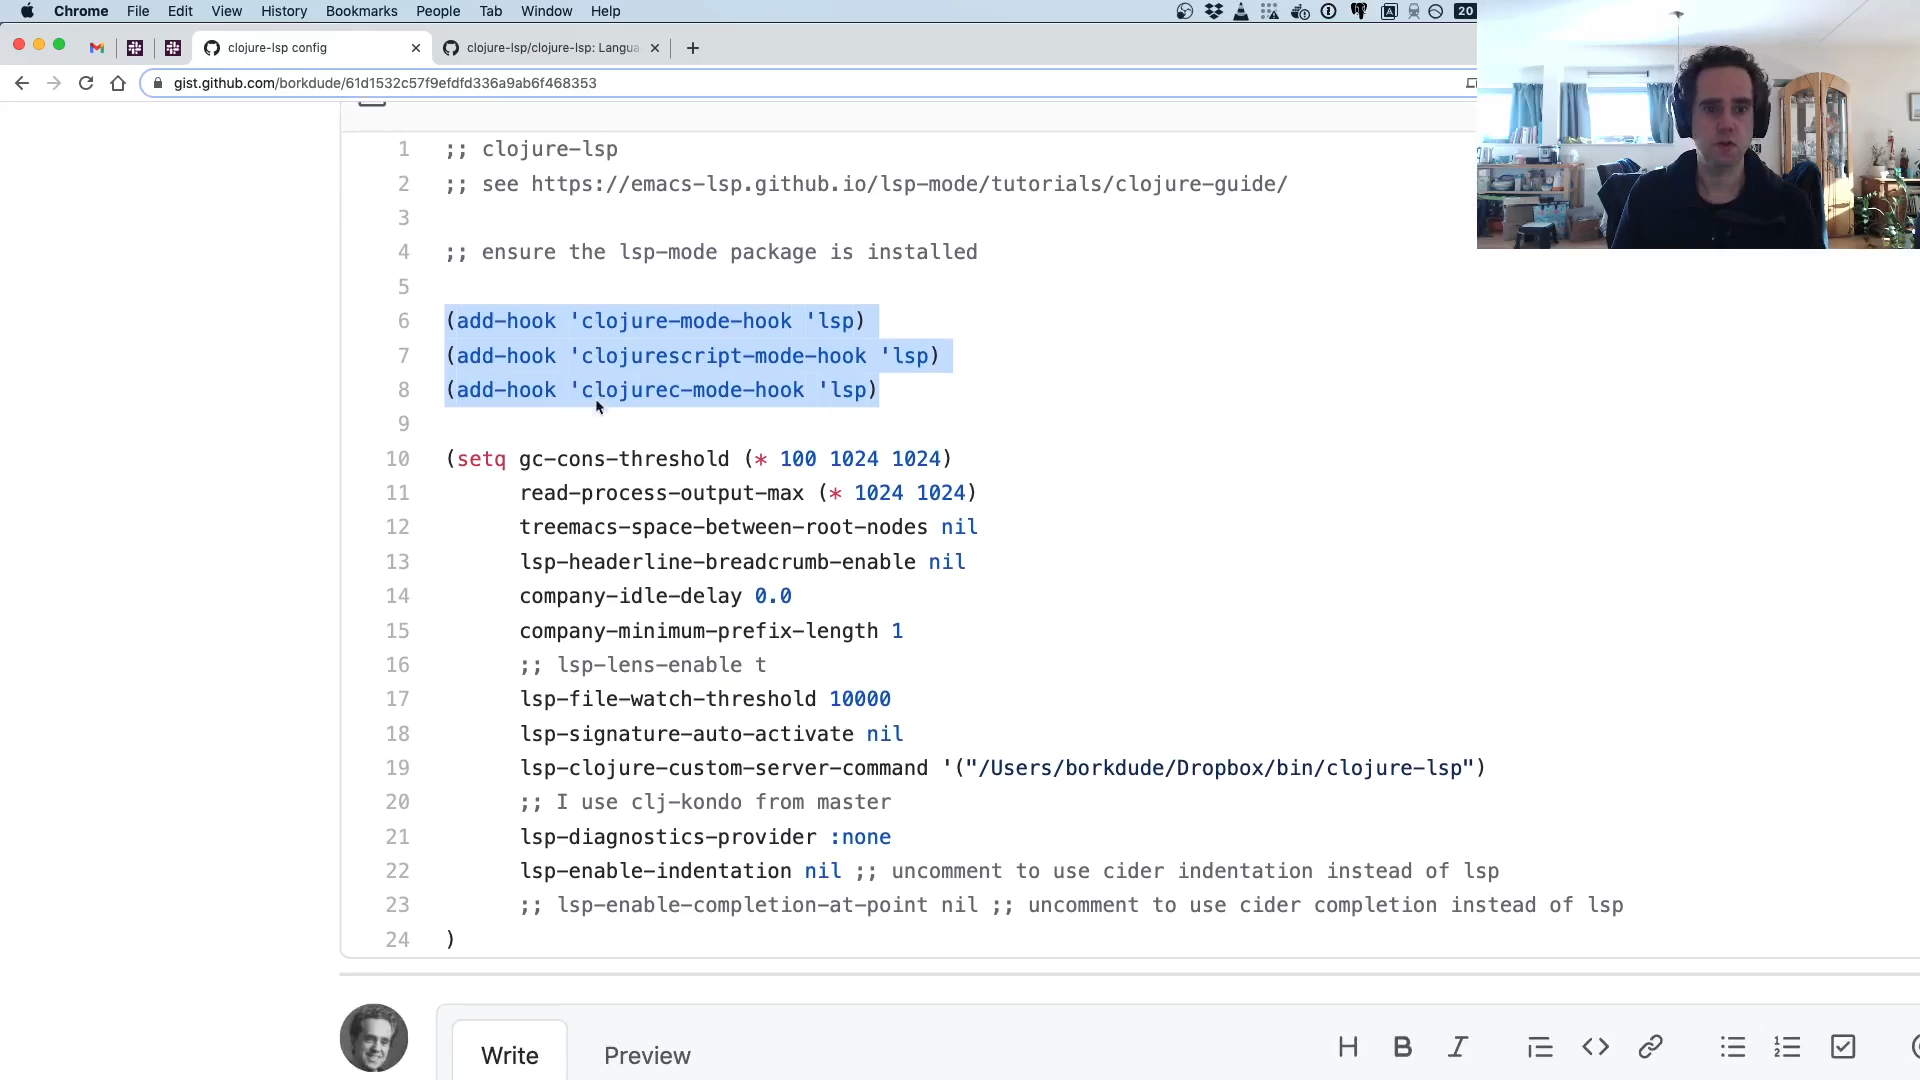 Chrome File Edit View History Bookmarks People Tab Window Help 20
clojure-lsp config clojure-lsp/clojure-lsp: Langua
gist.github.com/borkdude/61d1532c57f9efdfd336a9ab6f468353
1 ;; clojure-lsp
2 ;; see https://emacs-lsp.github.io/lsp-mode/tutorials/clojure-guide/
3
4 ;; ensure the lsp-mode package is installed
5
6 (add-hook 'clojure-mode-hook 'lsp)
7 (add-hook 'clojurescript-mode-hook 'lsp)
8 (add-hook 'clojurec-mode-hook 'lsp)
9
10 (setq gc-cons-threshold (* 100 1024 1024)
11 read-process-output-max (* 1024 1024)
12 treemacs-space-between-root-nodes nil
13 lsp-headerline-breadcrumb-enable nil
14 company-idle-delay 0.0
15 company-minimum-prefix-length 1
16 ;; lsp-lens-enable t
17 lsp-file-watch-threshold 10000
18 lsp-signature-auto-activate nil
19 lsp-clojure-custom-server-command '("/Users/borkdude/Dropbox/bin/clojure-lsp")
20 ;; I use clj-kondo from master
21 lsp-diagnostics-provider :none
22 lsp-enable-indentation nil ;; uncomment to use cider indentation instead of lsp
23 ;; lsp-enable-completion-at-point nil ;; uncomment to use cider completion instead of lsp
24 )
Write Preview H B I